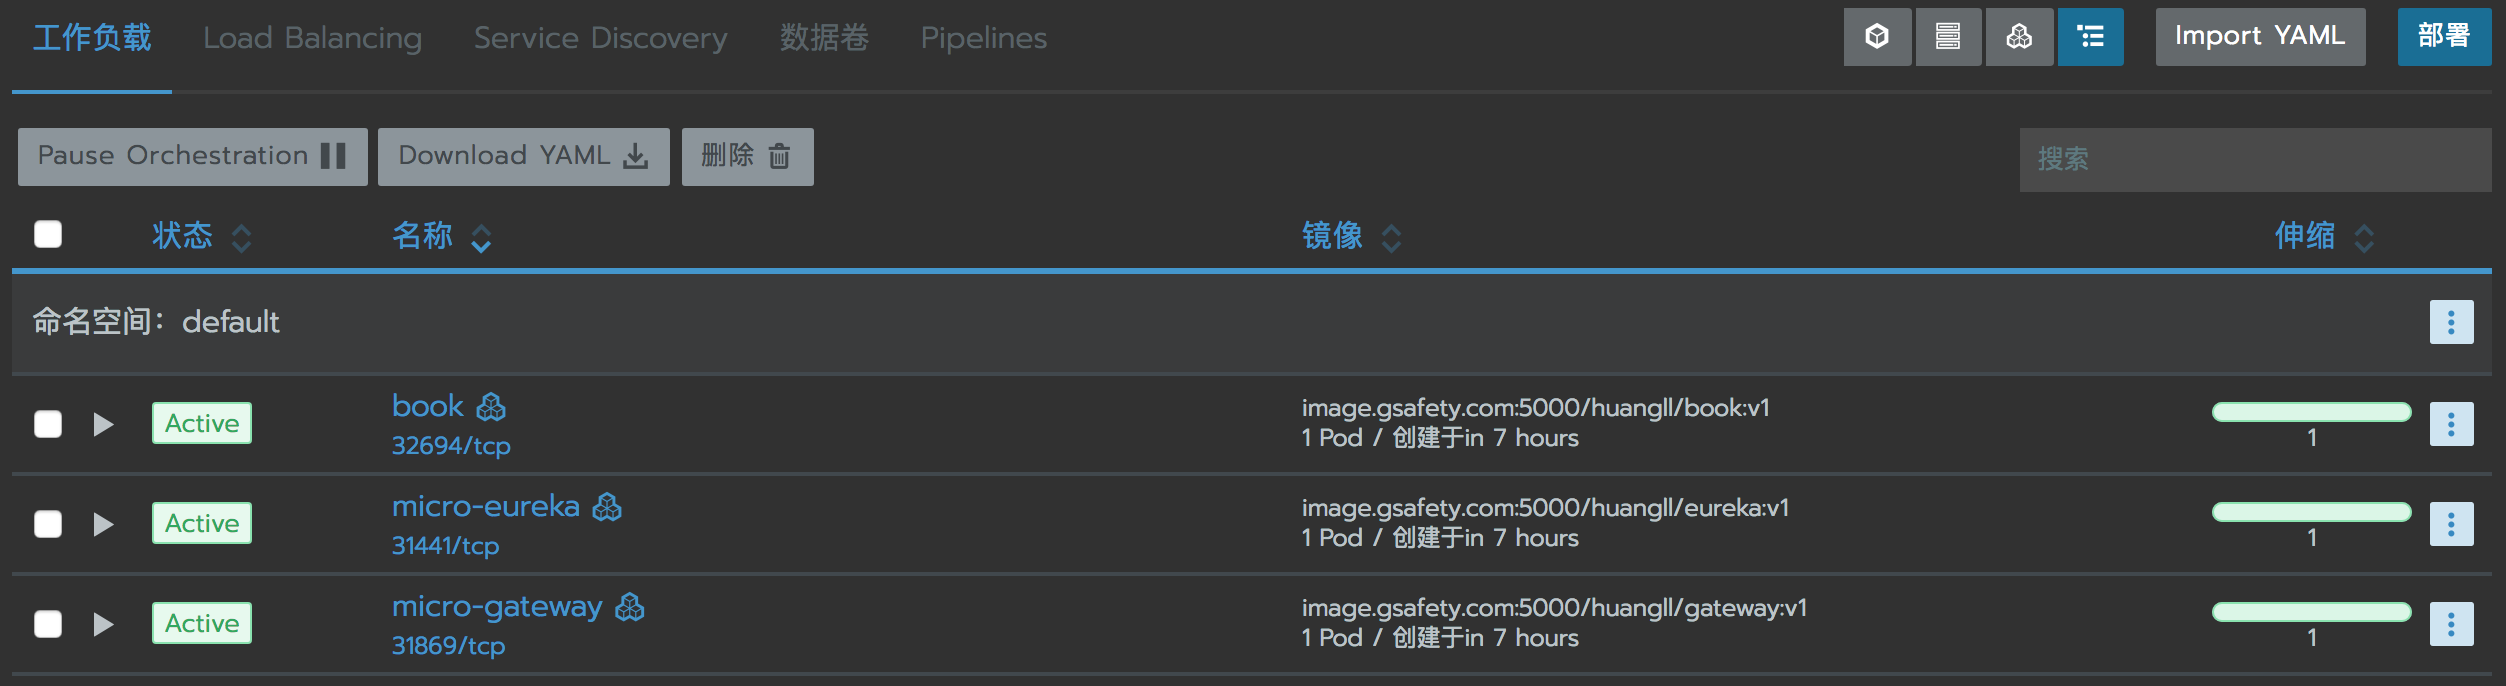 工作负载 Load Balancing Service Discovery 数据卷 Pipelines Import YAML 部署
Pause Orchestration Download YAML 删除 搜索
状态 名称 镜像 伸缩
命名空间：default
Active book image.gsafety.com:5000/huangll/book:v1
32694/tcp 1 Pod / 创建于in 7 hours 1
Active micro-eureka image.gsafety.com:5000/huangll/eureka:v1
31441/tcp 1 Pod / 创建于in 7 hours 1
Active micro-gateway image.gsafety.com:5000/huangll/gateway:v1
31869/tcp 1 Pod / 创建于in 7 hours 1